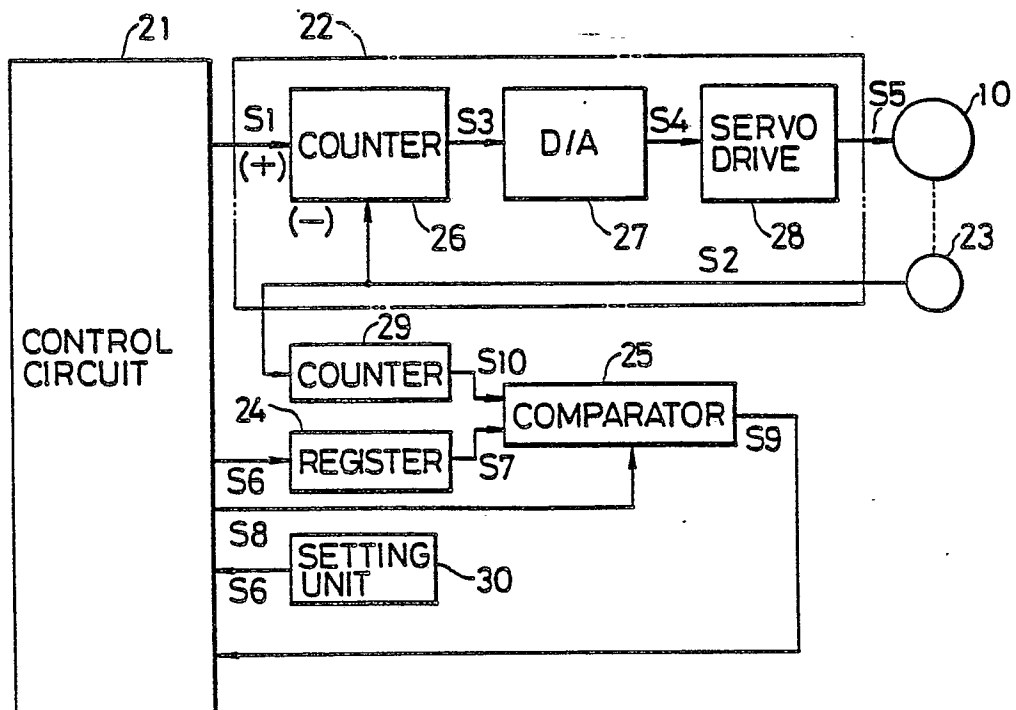 21
22
S1
(+)
COUNTER
(-)
26
S3
D/A
27
S4
SERVO
DRIVE
28
S5
10
23
S2
CONTROL
CIRCUIT
29
COUNTER
S10
25
COMPARATOR
S9
24
REGISTER
S7
S6
S8
SETTING
UNIT
30
S6